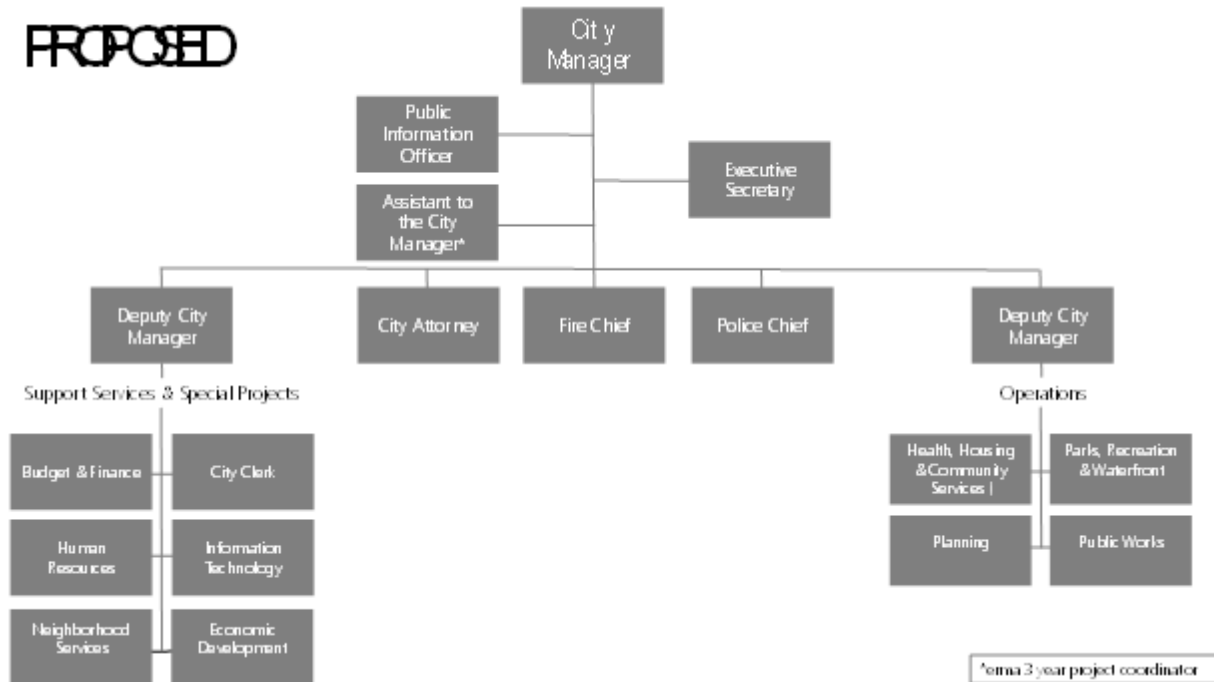 PROPOSED
City
Manager
Public
Information
Officer
Executive
Secretary
Assistant to
the City
Manager*
Deputy City
Manager
City Attorney
Fire Chief
Police Chief
Deputy City
Manager
Support Services & Special Projects
Operations
Budget & Finance
City Clerk
Health, Housing
& Community
Services |
Parks, Recreation
& Waterfront
Human
Resources
Information
Technology
Planning
Public Works
Neighborhood
Services
Economic
Development
*erma 3 year project coordinator